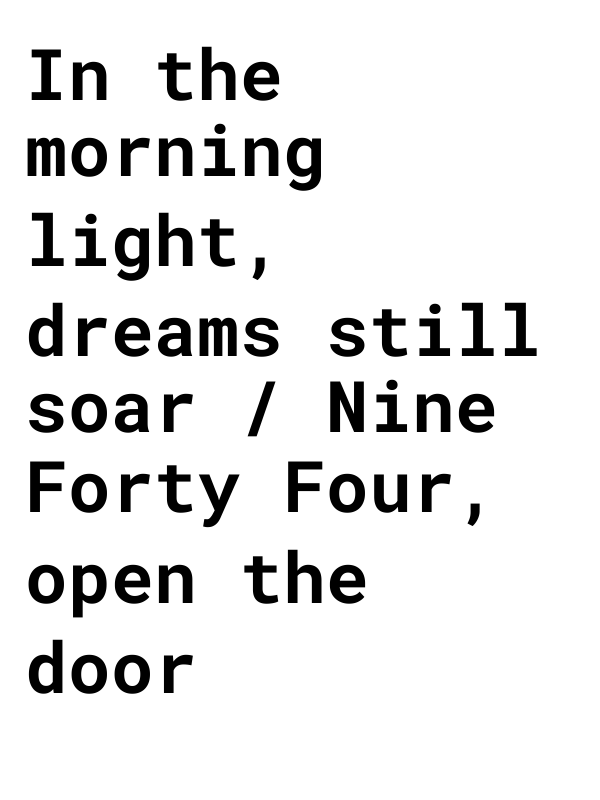 In the
morning
light,
dreams still
soar / Nine
Forty Four,
open the
door